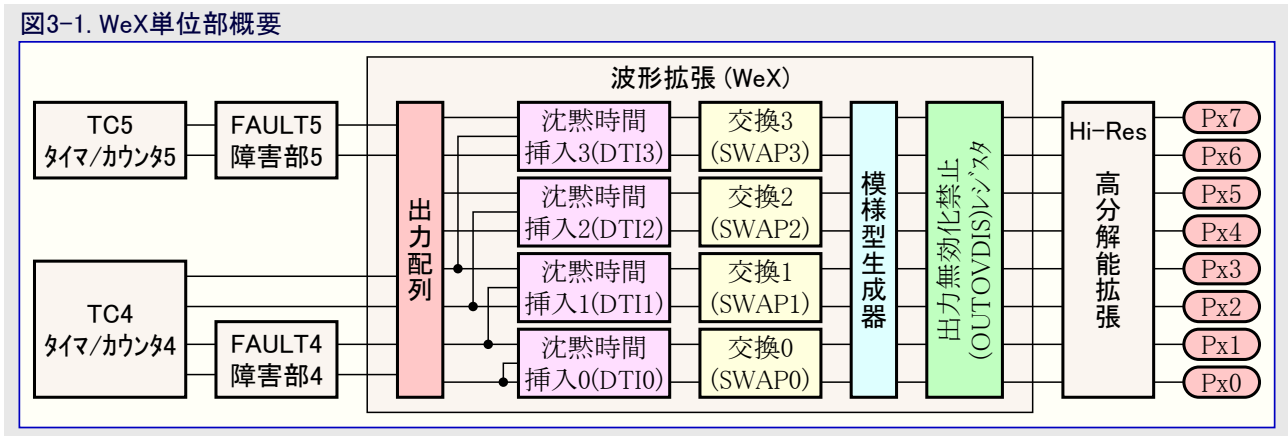 図3-1. WeX単位部概要
波形拡張 (WeX)
TC5
タイマ/カウンタ5
FAULT5
障害部5
TC4
タイマ/カウンタ4
FAULT4
障害部4
出力配列
沈黙時間
挿入3(DTI3)
沈黙時間
挿入2(DTI2)
沈黙時間
挿入1(DTI1)
沈黙時間
挿入0(DTI0)
交換3
(SWAP3)
交換2
(SWAP2)
交換1
(SWAP1)
交換0
(SWAP0)
模様型生成器
出力無効化禁止
(OUTOVDIS)レジスタ
Hi-Res
高分解能拡張
Px7
Px6
Px5
Px4
Px3
Px2
Px1
Px0